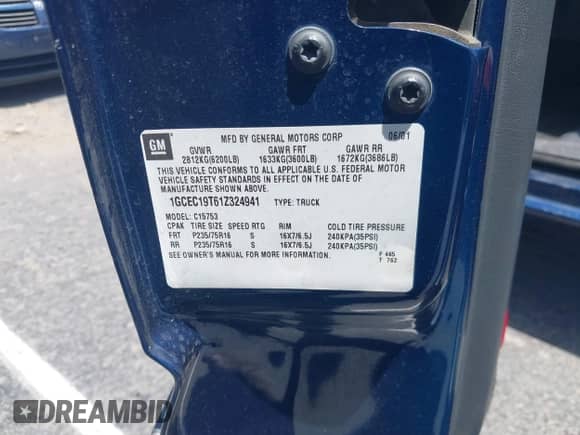 MFD BY GENERAL MOTORS CORP 06/01
GM
GVWR GAWR FRT GAWR RR
2812KG(6200LB) 1633KG(3600LB) 1672KG(3686LB)
THIS VEHICLE CONFORMS TO ALL APPLICABLE U.S. FEDERAL MOTOR
VEHICLE SAFETY STANDARDS IN EFFECT ON THE DATE OF
MANUFACTURE SHOWN ABOVE.
1GCEC19T61Z324941 TYPE: TRUCK
MODEL: C15753
CPAK TIRE SIZE SPEED RTG RIM COLD TIRE PRESSURE
FRT P235/75R16 S 16X7/6.5J 240KPA(35PSI)
RR P235/75R16 S 16X7/6.5J 240KPA(35PSI)
SEE OWNER'S MANUAL FOR MORE INFORMATION.
F 465
T 762
DREAMBID